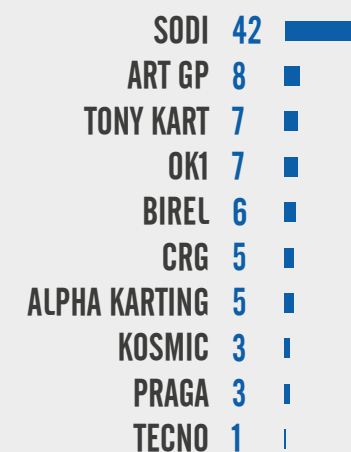 SODI 42
ART GP 8
TONY KART 7
OK1 7
BIREL 6
CRG 5
ALPHA KARTING 5
KOSMIC 3
PRAGA 3
TECNO 1